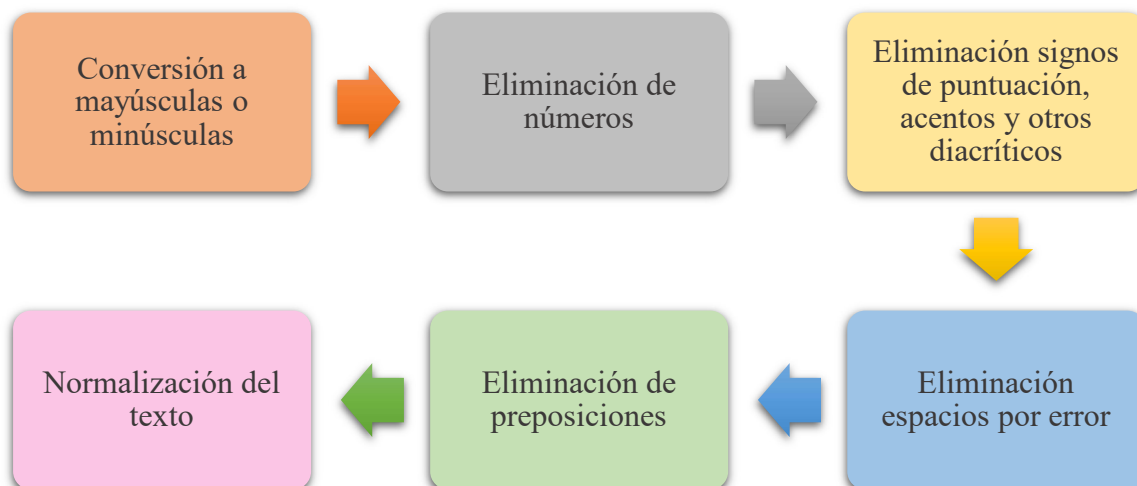 Conversión a
mayúsculas o
minúsculas
Eliminación de
números
Eliminación signos
de puntuación,
acentos y otros
diacríticos
Eliminación
espacios por error
Eliminación de
preposiciones
Normalización del
texto